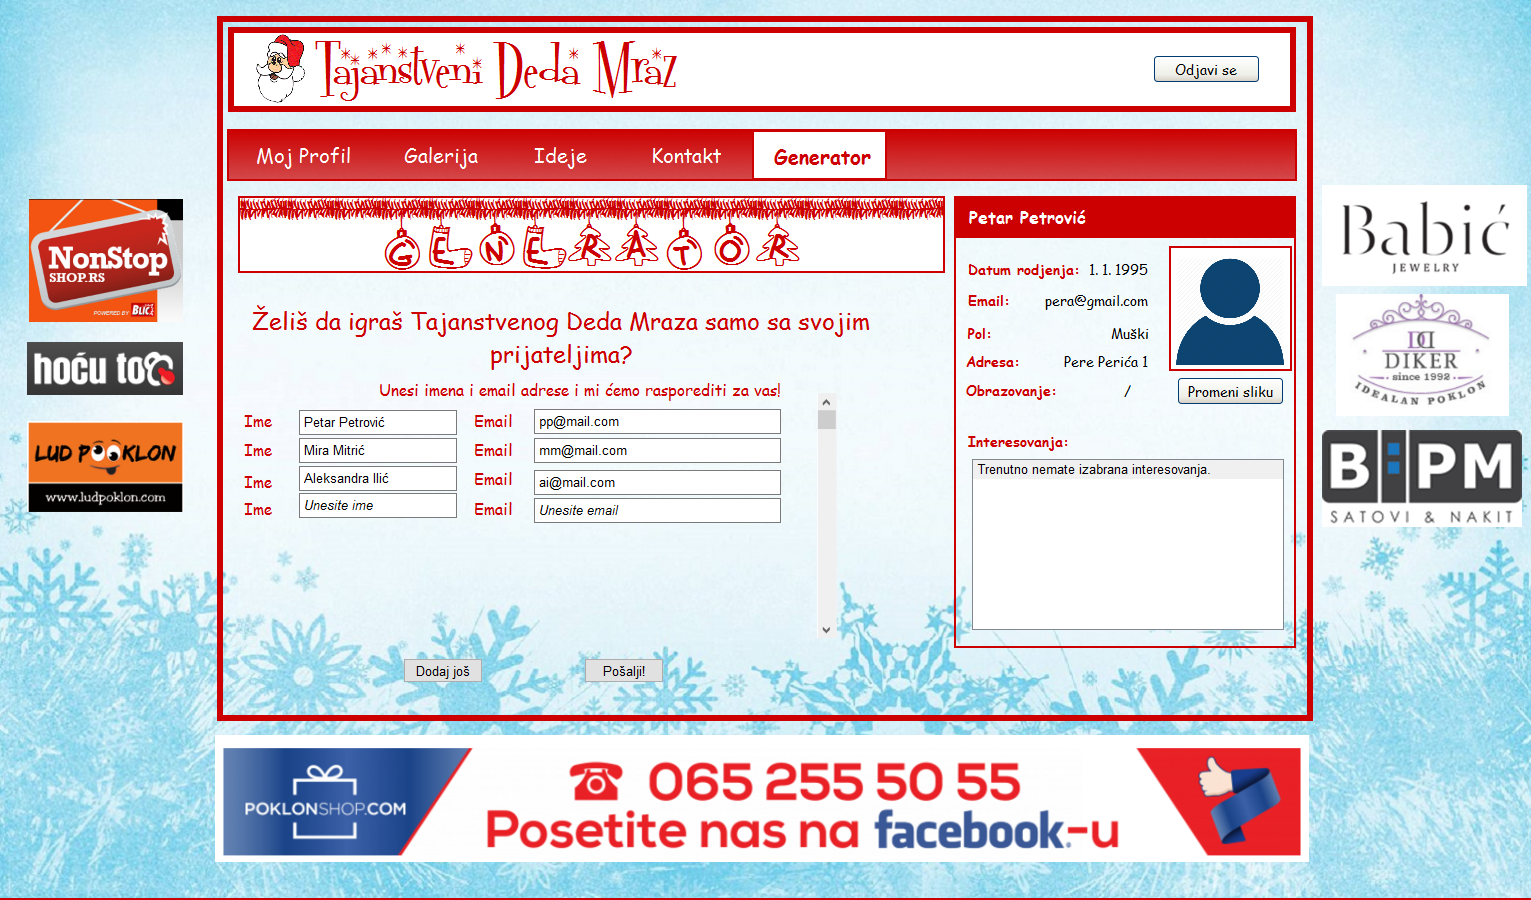 Tajanstveni Deda Mraz
Odjavi se
Moj Profil Galerija Ideje Kontakt Generator
GENERATOR
Želiš da igraš Tajanstvenog Deda Mraza samo sa svojim
prijateljima?
Unesi imena i email adrese i mi ćemo rasporediti za vas!
Ime Petar Petrović Email pp@mail.com
Ime Mira Mitrić Email mm@mail.com
Ime Aleksandra Ilić Email ai@mail.com
Ime Unesite ime Email Unesite email
Dodaj još Pošalji!
Petar Petrović
Datum rodjenja: 1. 1. 1995
Email: pera@gmail.com
Pol: Muški
Adresa: Pere Perića 1
Obrazovanje: /
Promeni sliku
Interesovanja:
Trenutno nemate izabrana interesovanja.
NonStop
SHOP.RS
POWERED BY BLIC
hoću to
LUD POOKLON
www.ludpoklon.com
Babić
JEWELRY
DD
DIKER
since 1992
IDEALAN POKLON
B:PM
SATOVI & NAKIT
POKLONSHOP.COM
065 255 50 55
Posetite nas na facebook-u